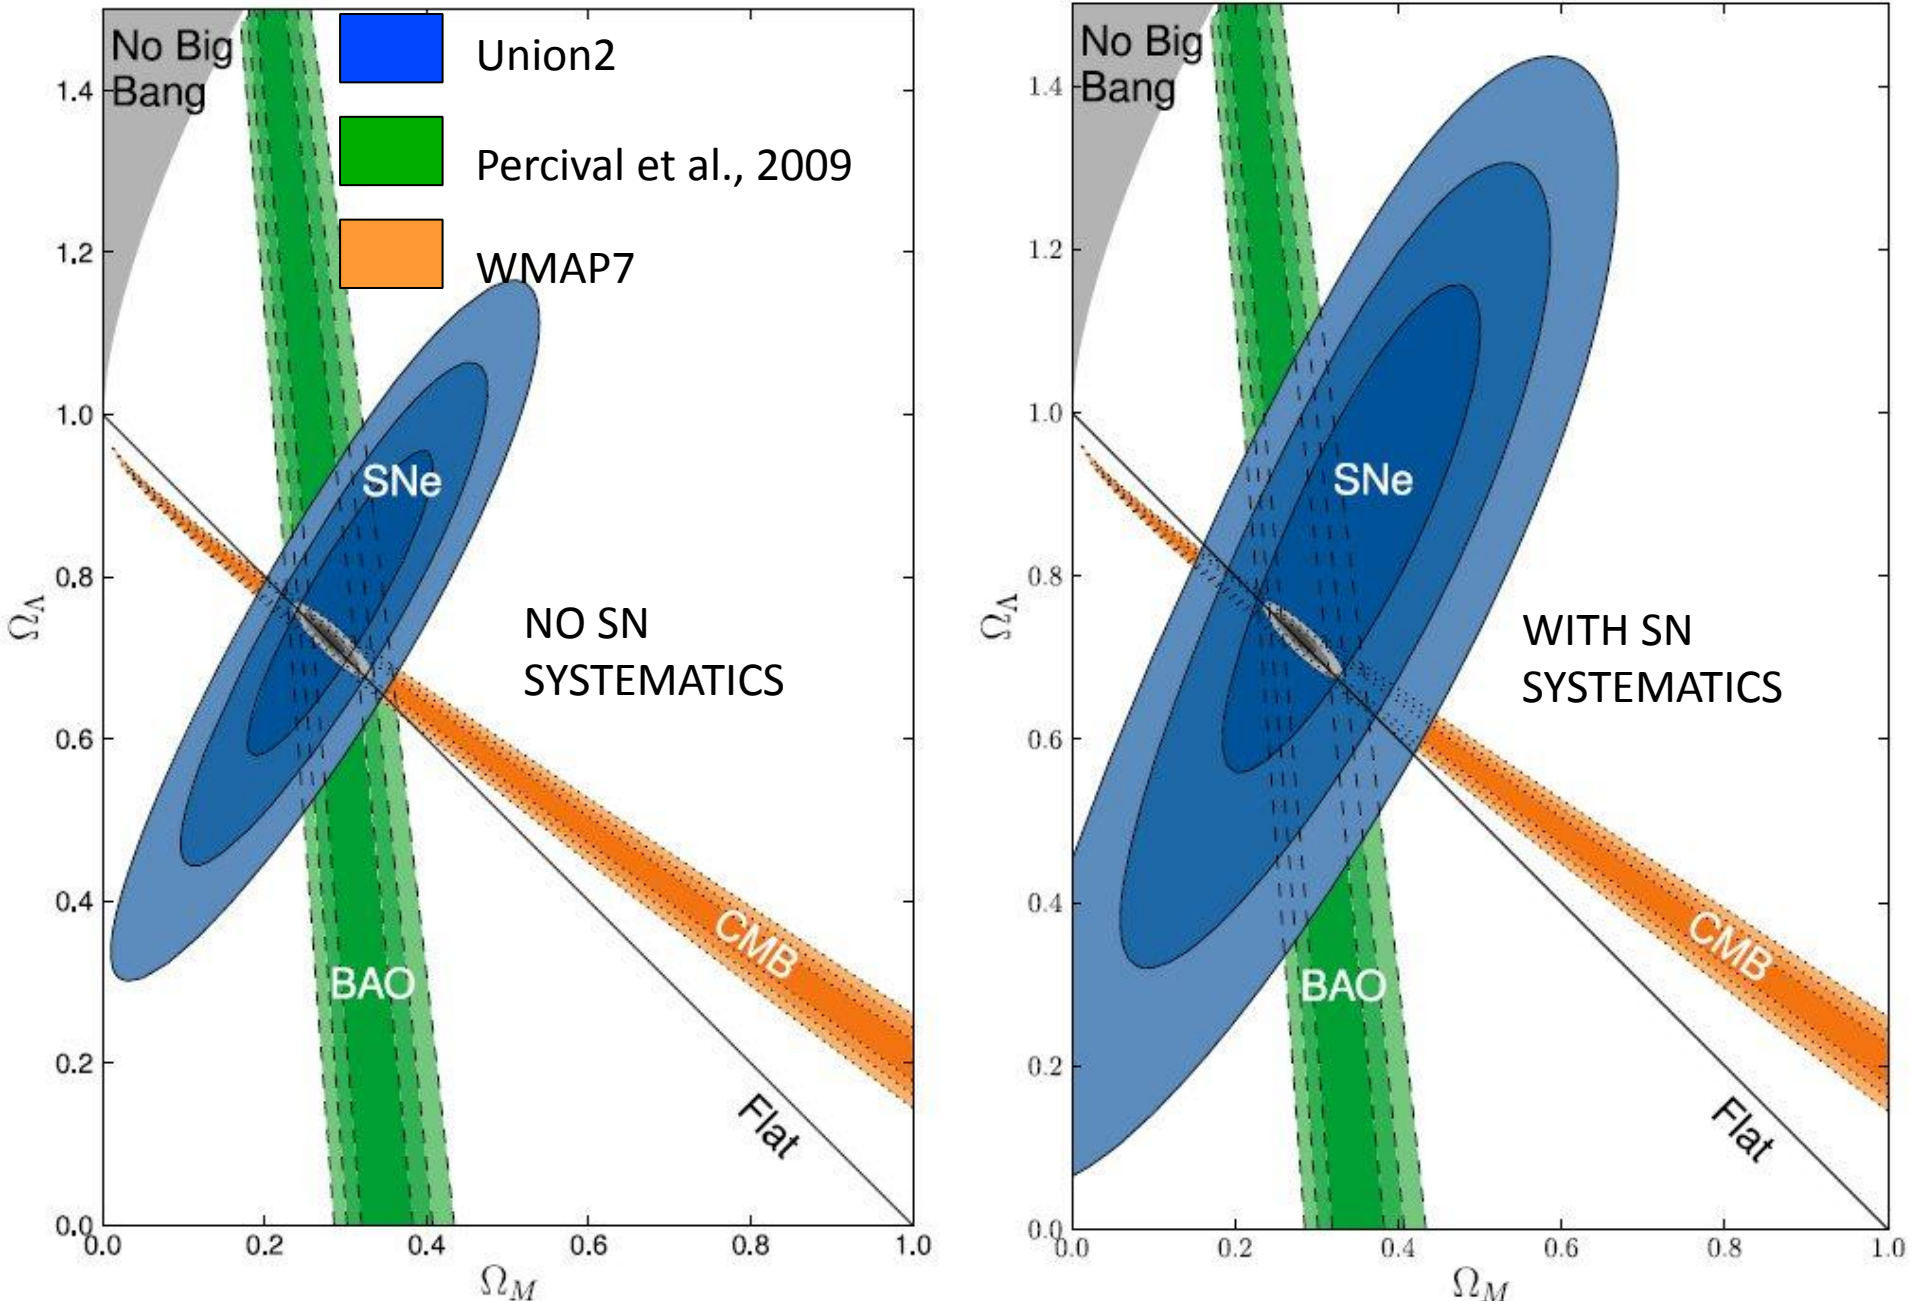 No Big
Bang
Union2
Percival et al., 2009
WMAP7
SNe
NO SN
SYSTEMATICS
CMB
BAO
Flat
1.4
1.2
1.0
0.8
0.6
0.4
0.2
0.0
Ω_Λ
0.0 0.2 0.4 0.6 0.8 1.0
Ω_M
No Big
Bang
SNe
WITH SN
SYSTEMATICS
CMB
BAO
Flat
1.4
1.2
1.0
0.8
0.6
0.4
0.2
0.0
Ω_Λ
0.0 0.2 0.4 0.6 0.8 1.0
Ω_M